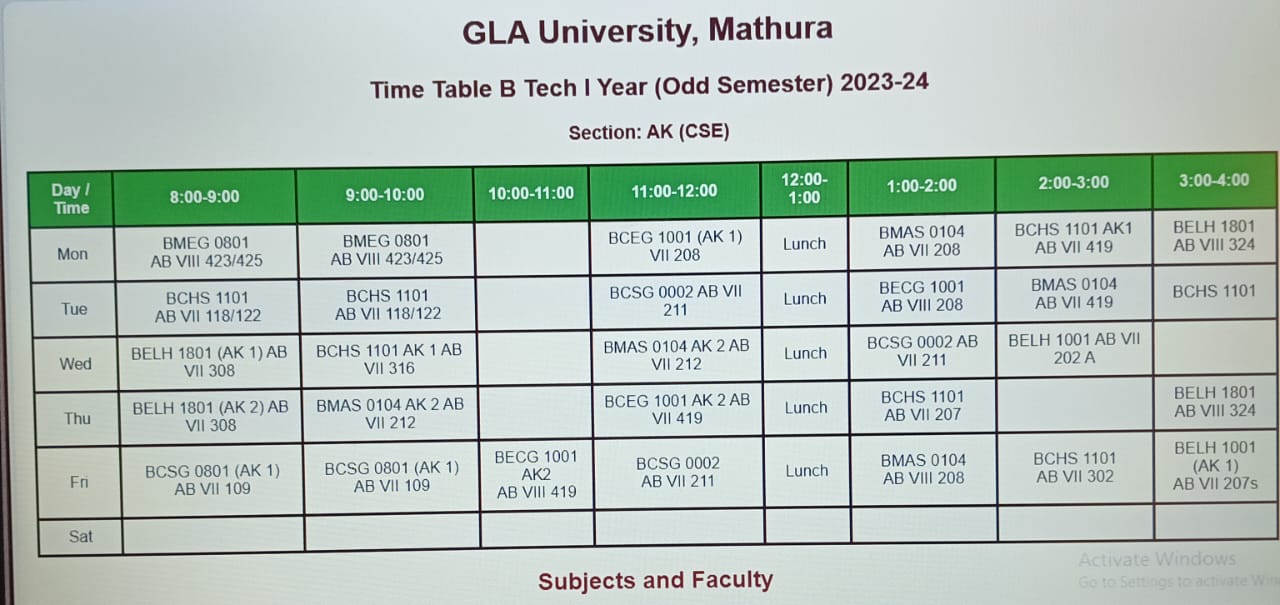 GLA University, Mathura
Time Table B Tech I Year (Odd Semester) 2023-24
Section: AK (CSE)
Day / Time 8:00-9:00 9:00-10:00 10:00-11:00 11:00-12:00 12:00-1:00 1:00-2:00 2:00-3:00 3:00-4:00
Mon
BMEG 0801
AB VIII 423/425
BMEG 0801
AB VIII 423/425
BCEG 1001 (AK 1)
VII 208
Lunch
BMAS 0104
AB VII 208
BCHS 1101 AK1
AB VII 419
BELH 1801
AB VIII 324
Tue
BCHS 1101
AB VII 118/122
BCHS 1101
AB VII 118/122
BCSG 0002 AB VII
211
Lunch
BECG 1001
AB VIII 208
BMAS 0104
AB VII 419
BCHS 1101
Wed
BELH 1801 (AK 1) AB
VII 308
BCHS 1101 AK 1 AB
VII 316
BMAS 0104 AK 2 AB
VII 212
Lunch
BCSG 0002 AB
VII 211
BELH 1001 AB VII
202 A
Thu
BELH 1801 (AK 2) AB
VII 308
BMAS 0104 AK 2 AB
VII 212
BCEG 1001 AK 2 AB
VII 419
Lunch
BCHS 1101
AB VII 207
BELH 1801
AB VIII 324
Fri
BCSG 0801 (AK 1)
AB VII 109
BCSG 0801 (AK 1)
AB VII 109
BECG 1001
AK2
AB VIII 419
BCSG 0002
AB VII 211
Lunch
BMAS 0104
AB VIII 208
BCHS 1101
AB VII 302
BELH 1001
(AK 1)
AB VII 207s
Sat
Subjects and Faculty
Activate Windows
Go to Settings to activate